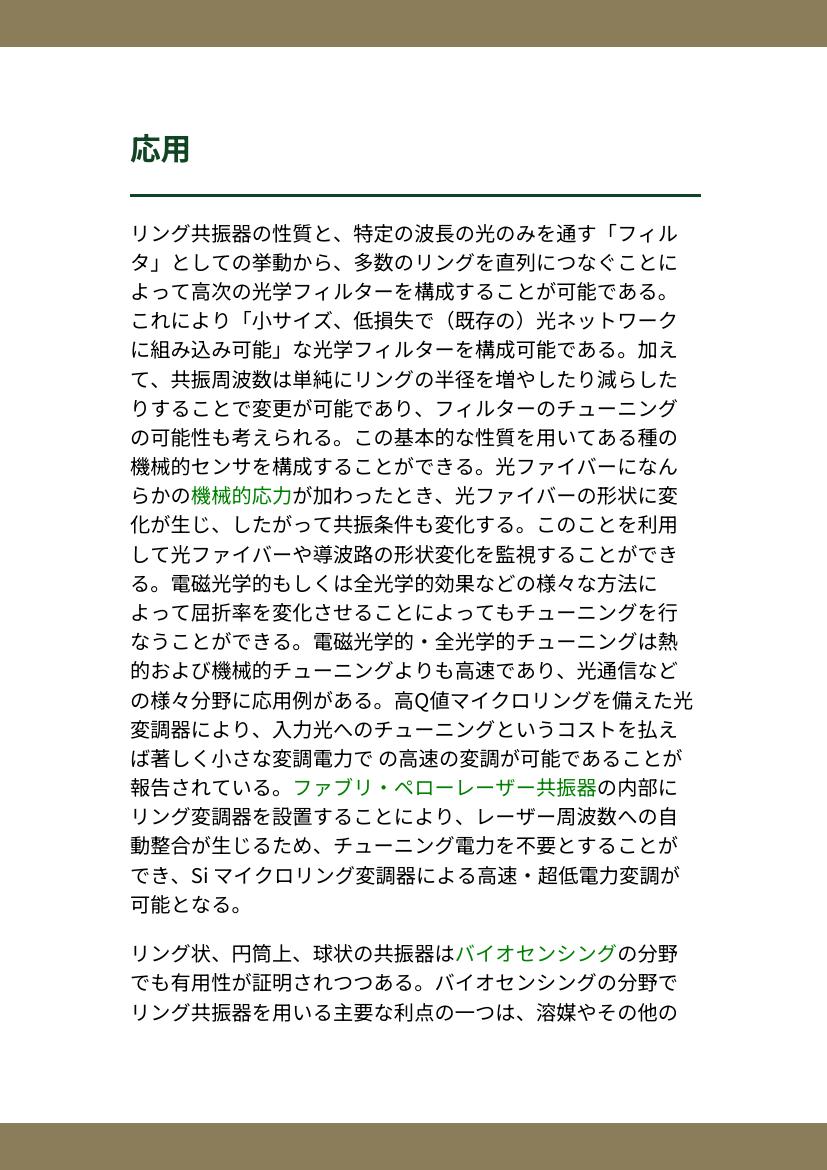 応用
リング共振器の性質と、特定の波長の光のみを通す「フィル
タ」としての挙動から、多数のリングを直列につなぐことに
よって高次の光学フィルターを構成することが可能である。
これにより「小サイズ、低損失で（既存の）光ネットワーク
に組み込み可能」な光学フィルターを構成可能である。加え
て、共振周波数は単純にリングの半径を増やしたり減らした
りすることで変更が可能であり、フィルターのチューニング
の可能性も考えられる。この基本的な性質を用いてある種の
機械的センサを構成することができる。光ファイバーになん
らかの機械的応力が加わったとき、光ファイバーの形状に変
化が生じ、したがって共振条件も変化する。このことを利用
して光ファイバーや導波路の形状変化を監視することができ
る。電磁光学的もしくは全光学的効果などの様々な方法に
よって屈折率を変化させることによってもチューニングを行
なうことができる。電磁光学的・全光学的チューニングは熱
的および機械的チューニングよりも高速であり、光通信など
の様々分野に応用例がある。高Q値マイクロリングを備えた光
変調器により、入力光へのチューニングというコストを払え
ば著しく小さな変調電力で の高速の変調が可能であることが
報告されている。ファブリ・ペローレーザー共振器の内部に
リング変調器を設置することにより、レーザー周波数への自
動整合が生じるため、チューニング電力を不要とすることが
でき、Si マイクロリング変調器による高速・超低電力変調が
可能となる。
リング状、円筒上、球状の共振器はバイオセンシングの分野
でも有用性が証明されつつある。バイオセンシングの分野で
リング共振器を用いる主要な利点の一つは、溶媒やその他の